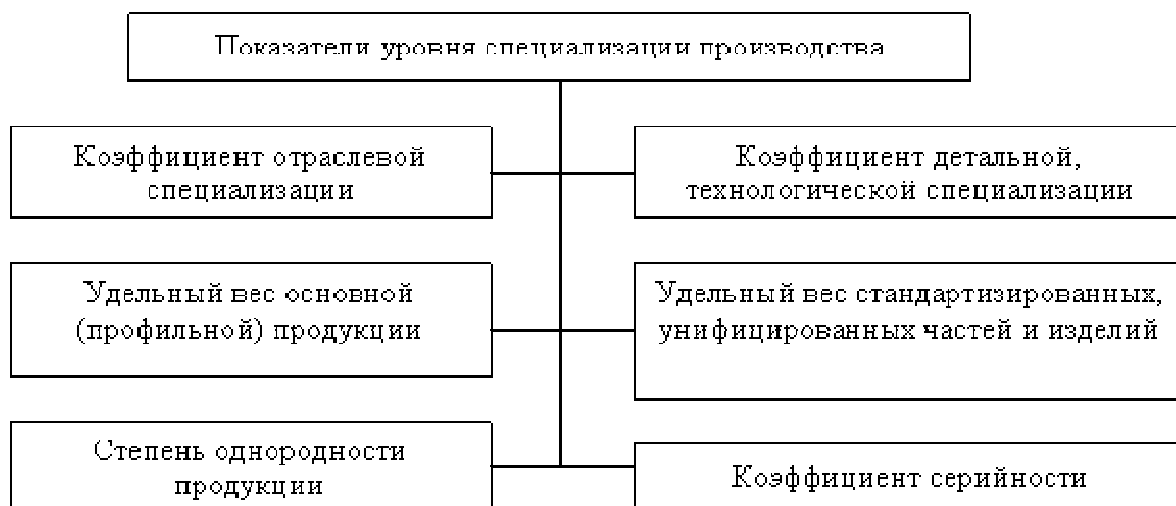 Показатели уровня специализации производства
Коэффициент отраслевой
специализации
Коэффициент детальной,
технологической специализации
Удельный вес основной
(профильной) продукции
Удельный вес стандартизированных,
унифицированных частей и изделий
Степень однородности
продукции
Коэффициент серийности